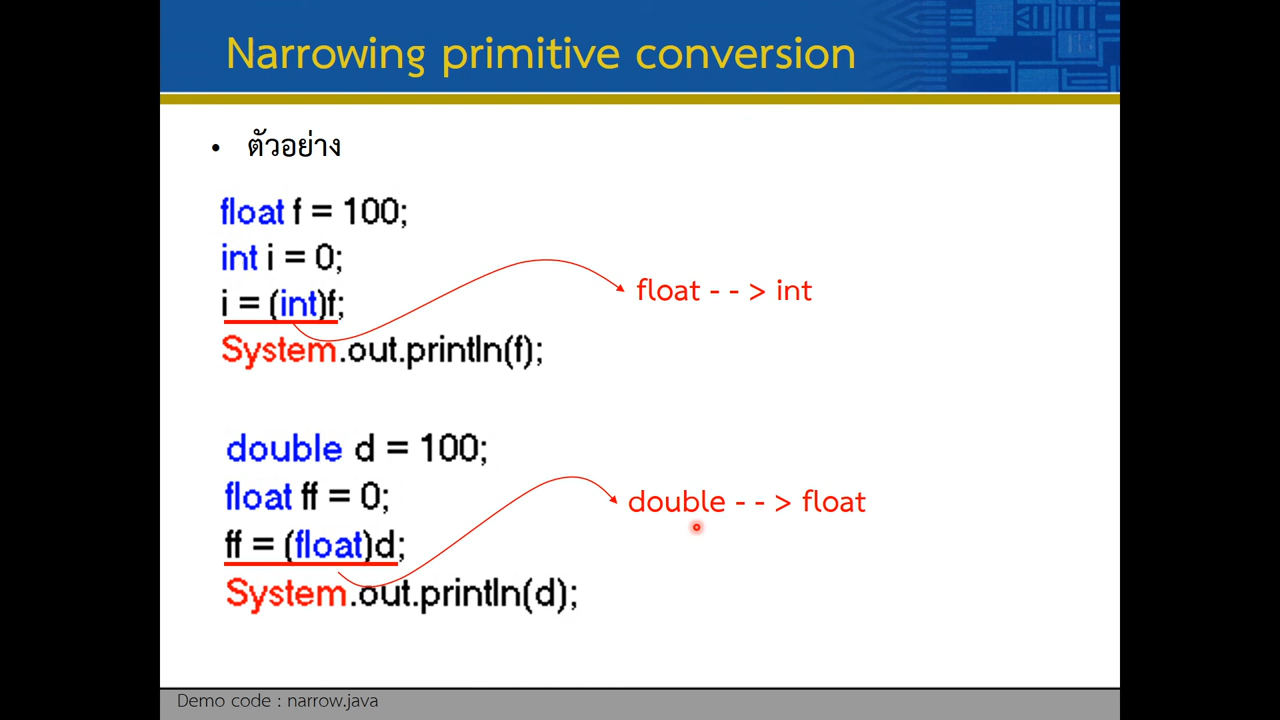 Narrowing primitive conversion
• ตัวอย่าง
float f = 100;
int i = 0;
i = (int)f;
float - - > int
System.out.println(f);
double d = 100;
float ff = 0;
double - - > float
ff = (float)d;
System.out.println(d);
Demo code : narrow.java